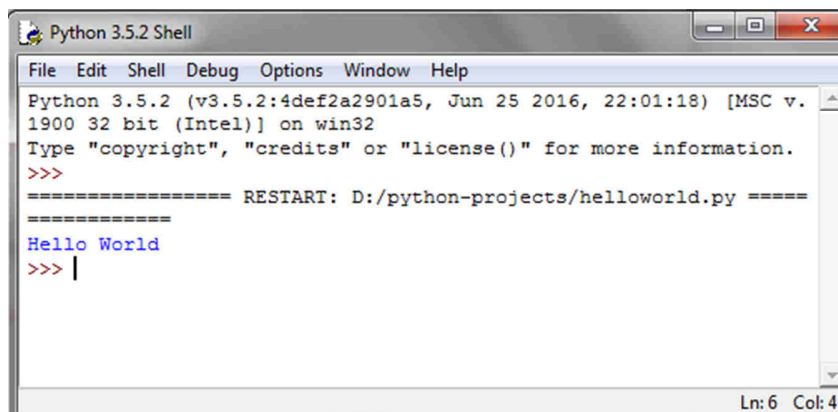 Python 3.5.2 Shell
File Edit Shell Debug Options Window Help
Python 3.5.2 (v3.5.2:4def2a2901a5, Jun 25 2016, 22:01:18) [MSC v.
1900 32 bit (Intel)] on win32
Type "copyright", "credits" or "license()" for more information.
>>>
================= RESTART: D:/python-projects/helloworld.py =====
============
Hello World
>>>
Ln: 6 Col: 4